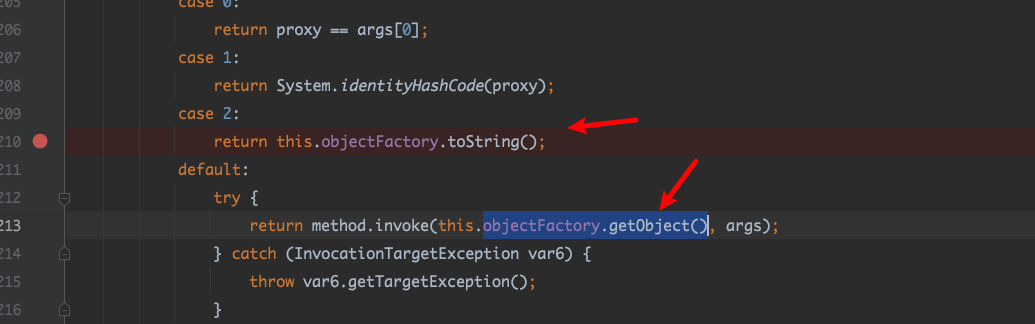 205 case 0:
206 return proxy == args[0];
207 case 1:
208 return System.identityHashCode(proxy);
209 case 2:
210 return this.objectFactory.toString();
211 default:
212 try {
213 return method.invoke(this.objectFactory.getObject(), args);
214 } catch (InvocationTargetException var6) {
215 throw var6.getTargetException();
216 }